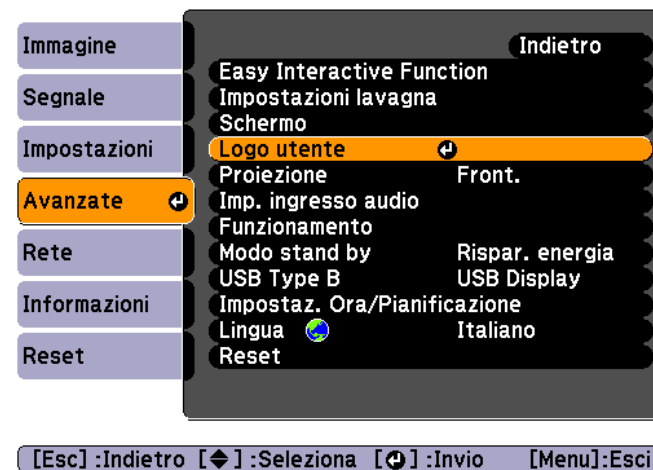 Immagine
Segnale
Impostazioni
Avanzate
Rete
Informazioni
Reset
Indietro
Easy Interactive Function
Impostazioni lavagna
Schermo
Logo utente
Proiezione Front.
Imp. ingresso audio
Funzionamento
Modo stand by Rispar. energia
USB Type B USB Display
Impostaz. Ora/Pianificazione
Lingua Italiano
Reset
[Esc] :Indietro [◆] :Seleziona [⏎] :Invio [Menu]:Esci